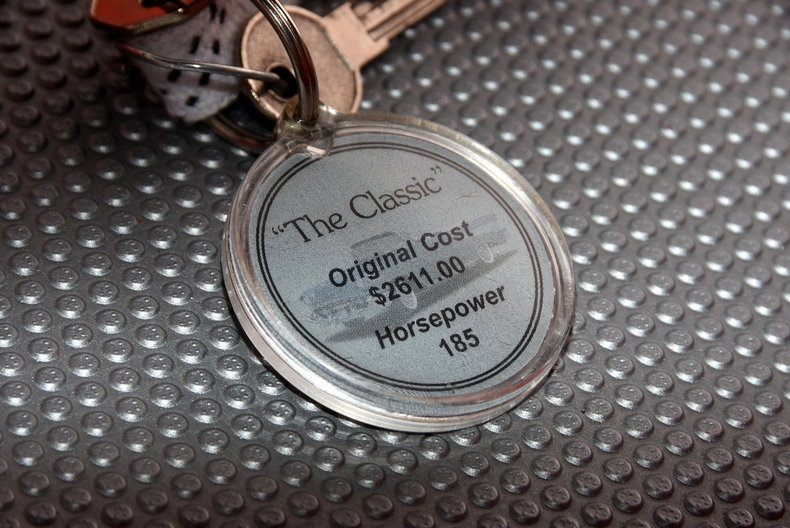 “The Classic”
Original Cost
$2611.00
Horsepower
185